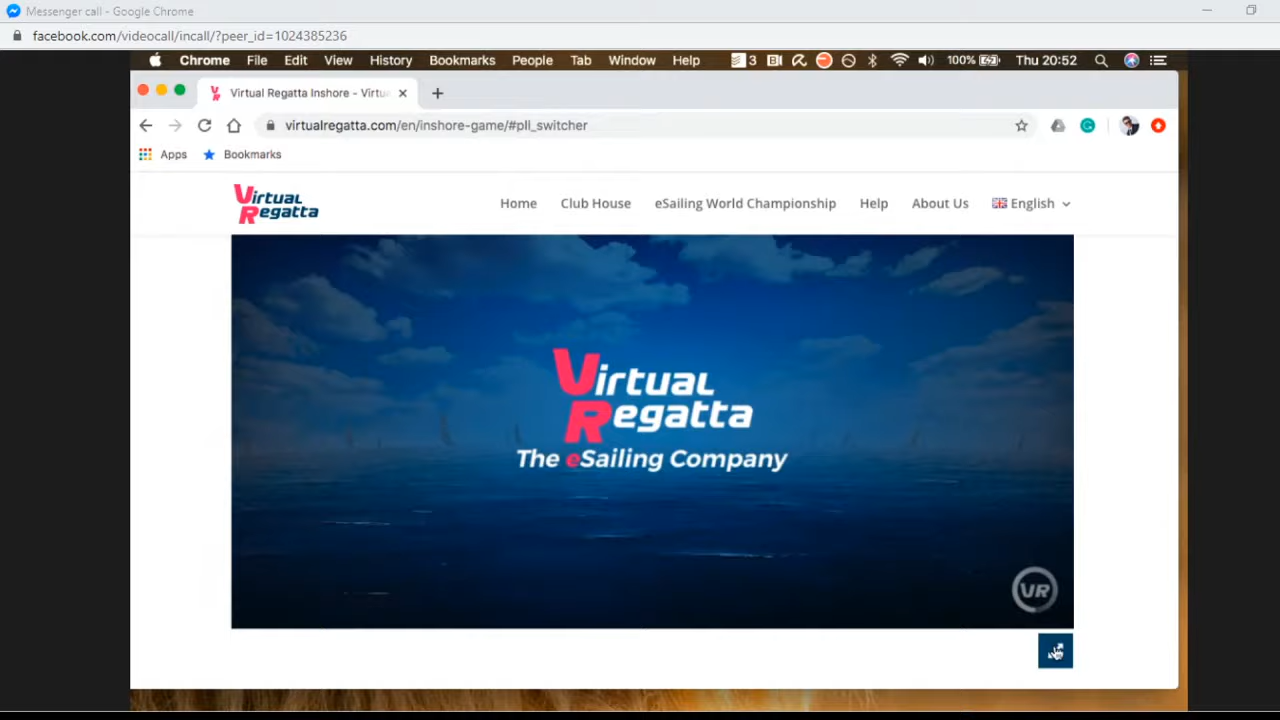 Messenger call - Google Chrome
facebook.com/videocall/incall/?peer_id=1024385236
Chrome File Edit View History Bookmarks People Tab Window Help 3 100% Thu 20:52
Virtual Regatta Inshore - Virtu
virtualregatta.com/en/inshore-game/#pll_switcher
Apps Bookmarks
Virtual
Regatta
Home Club House eSailing World Championship Help About Us English
Virtual
Regatta
The eSailing Company
VR